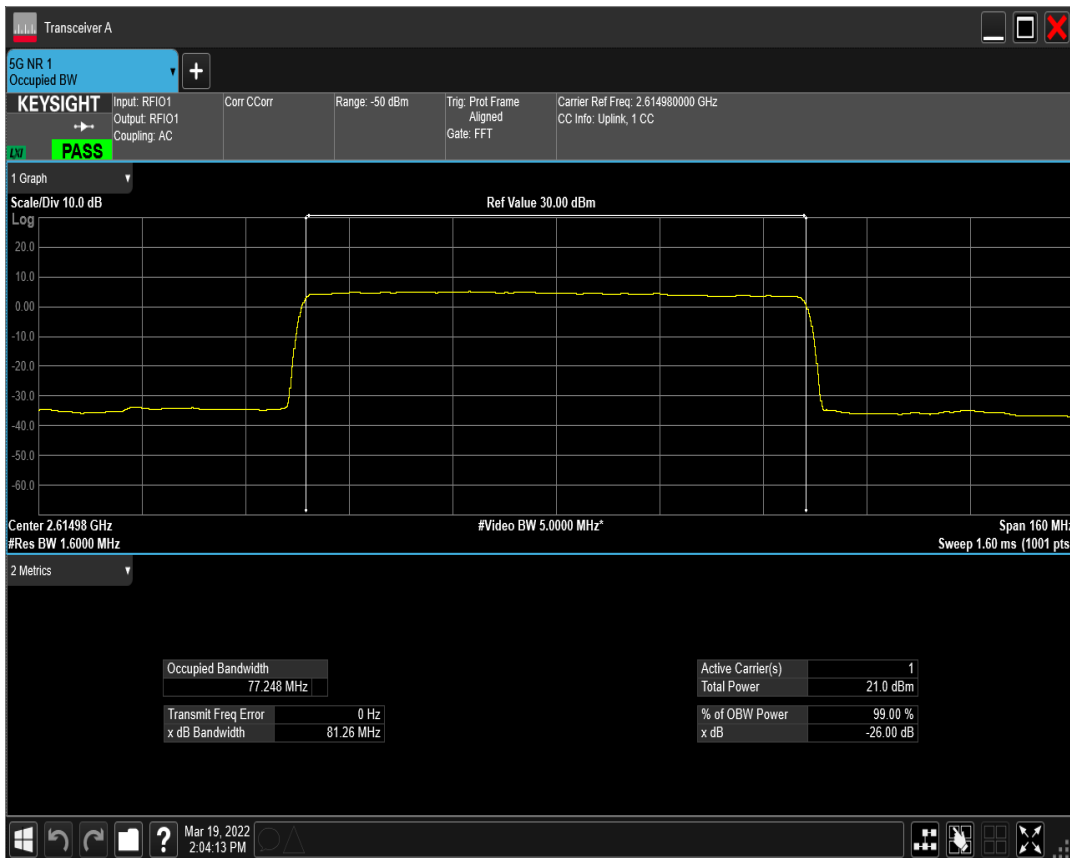 Transceiver A
5G NR 1
Occupied BW
KEYSIGHT
LXI
PASS
Input: RFIO1
Output: RFIO1
Coupling: AC
Corr CCorr
Range: -50 dBm
Trig: Prot Frame
Aligned
Gate: FFT
Carrier Ref Freq: 2.614980000 GHz
CC Info: Uplink, 1 CC
1 Graph
Scale/Div 10.0 dB
Ref Value 30.00 dBm
Log
20.0
10.0
0.00
-10.0
-20.0
-30.0
-40.0
-50.0
-60.0
Center 2.61498 GHz
#Video BW 5.0000 MHz*
Span 160 MHz
#Res BW 1.6000 MHz
Sweep 1.60 ms (1001 pts
2 Metrics
Occupied Bandwidth
77.248 MHz
Transmit Freq Error 0 Hz
x dB Bandwidth 81.26 MHz
Active Carrier(s) 1
Total Power 21.0 dBm
% of OBW Power 99.00 %
x dB -26.00 dB
?
Mar 19, 2022
2:04:13 PM